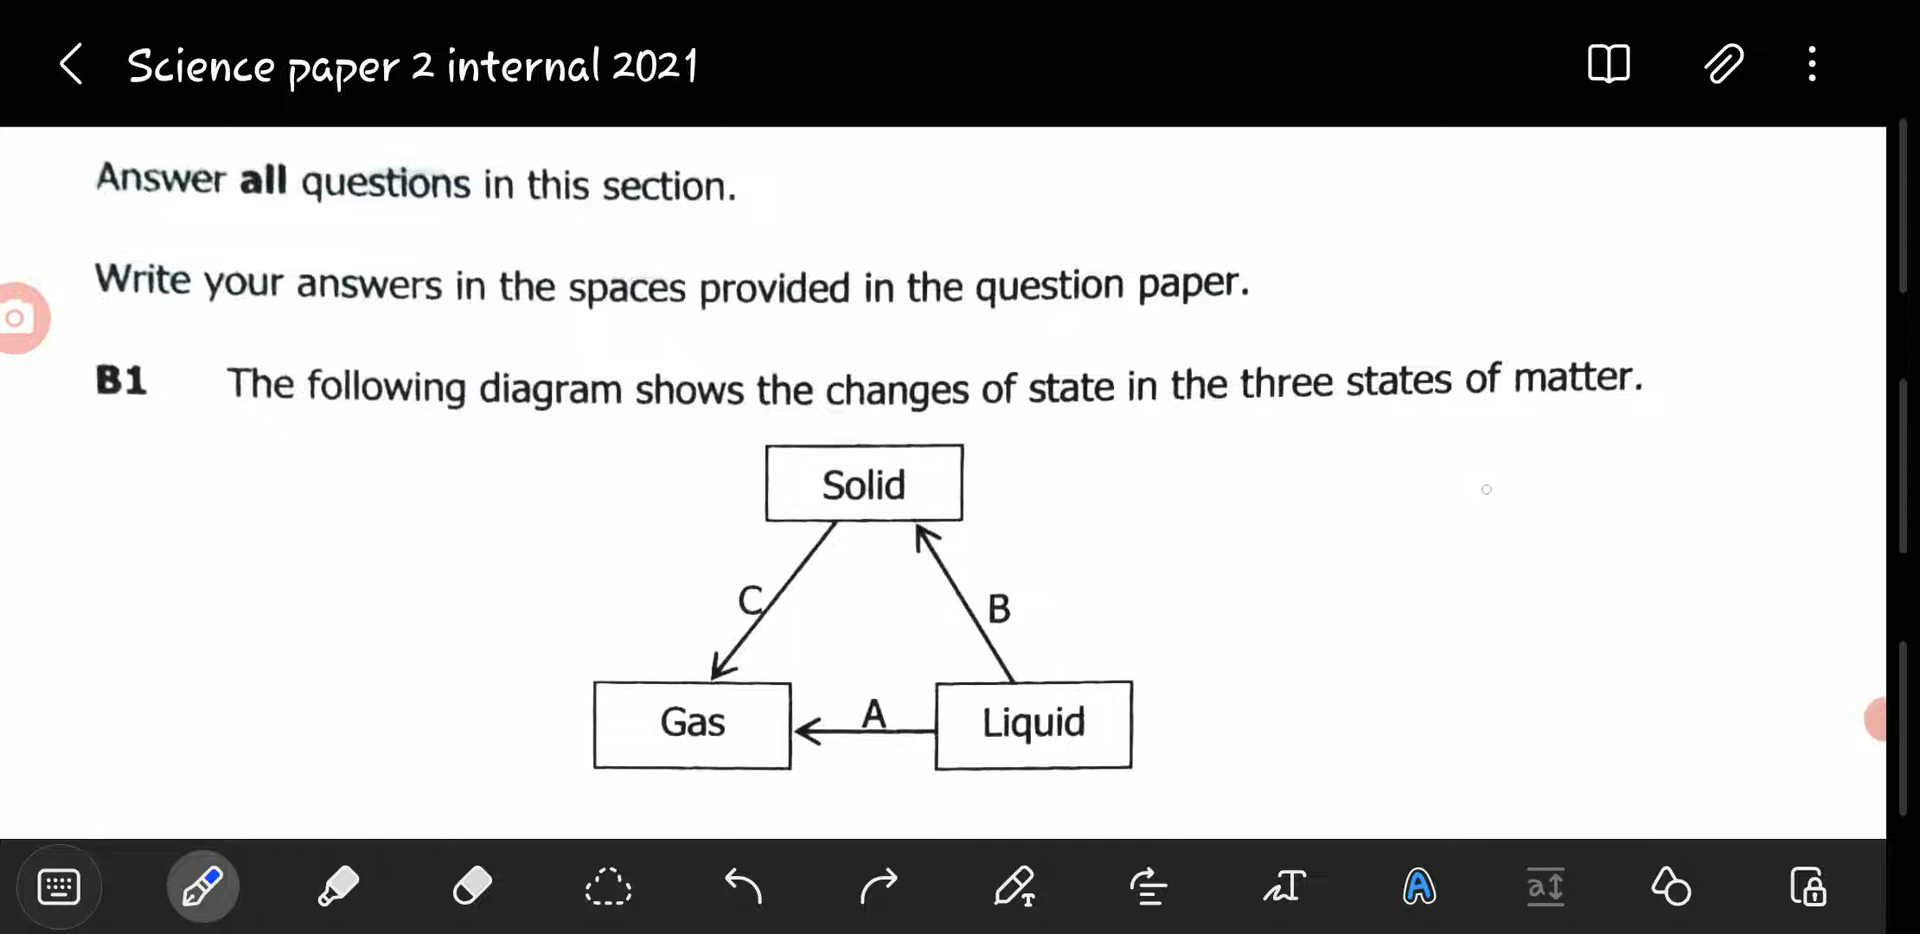 Science paper 2 internal 2021
Answer all questions in this section.
Write your answers in the spaces provided in the question paper.
B1 The following diagram shows the changes of state in the three states of matter.
Solid
C
B
Gas
A
Liquid